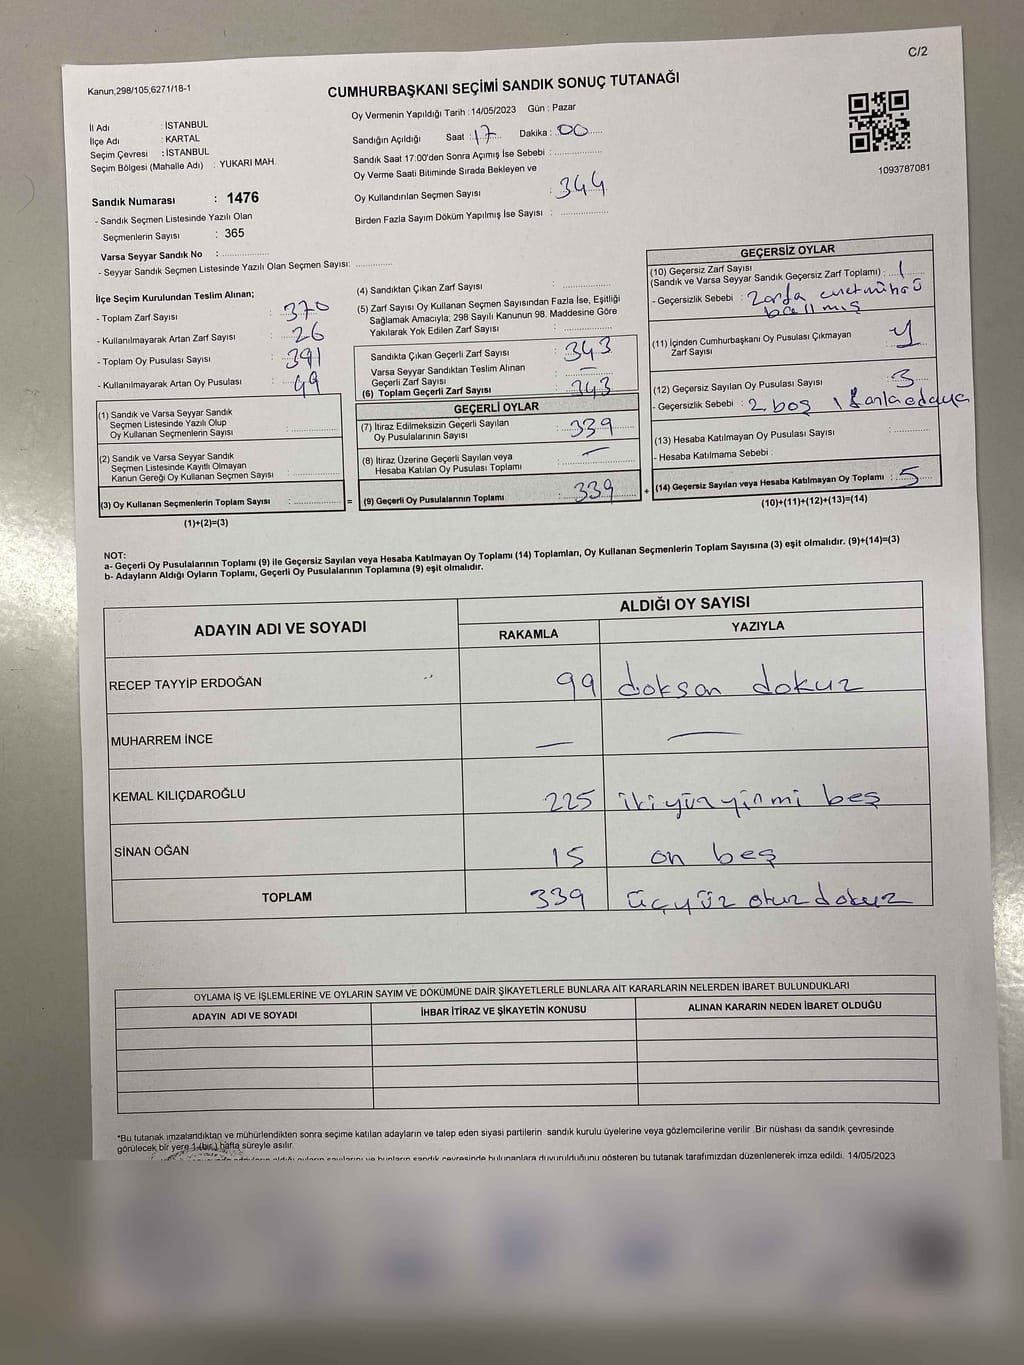 C/2
Kanun,298/105,6271/18-1
CUMHURBAŞKANI SEÇİMİ SANDIK SONUÇ TUTANAĞI
Oy Vermenin Yapıldığı Tarih : 14/05/2023 Gün : Pazar
İl Adı : İSTANBUL
İlçe Adı : KARTAL
Seçim Çevresi : İSTANBUL
Seçim Bölgesi (Mahalle Adı) : YUKARI MAH.
Sandığın Açıldığı Saat : 17 Dakika : 00
Sandık Saat 17:00'den Sonra Açımış İse Sebebi :
Oy Verme Saati Bitiminde Sırada Bekleyen ve
Oy Kullandırılan Seçmen Sayısı : 344
Birden Fazla Sayım Döküm Yapılmış İse Sayısı :
1093787081
Sandık Numarası : 1476
- Sandık Seçmen Listesinde Yazılı Olan
Seçmenlerin Sayısı : 365
Varsa Seyyar Sandık No :
- Seyyar Sandık Seçmen Listesinde Yazılı Olan Seçmen Sayısı:
İlçe Seçim Kurulundan Teslim Alınan;
- Toplam Zarf Sayısı : 370
- Kullanılmayarak Artan Zarf Sayısı : 26
- Toplam Oy Pusulası Sayısı : 391
- Kullanılmayarak Artan Oy Pusulası : 49
(1) Sandık ve Varsa Seyyar Sandık
Seçmen Listesinde Yazılı Olup
Oy Kullanan Seçmenlerin Sayısı :
(2) Sandık ve Varsa Seyyar Sandık
Seçmen Listesinde Kayıtlı Olmayan
Kanun Gereği Oy Kullanan Seçmen Sayısı :
(3) Oy Kullanan Seçmenlerin Toplam Sayısı : =
(1)+(2)=(3)
(4) Sandıktan Çıkan Zarf Sayısı :
(5) Zarf Sayısı Oy Kullanan Seçmen Sayısından Fazla İse, Eşitliği
Sağlamak Amacıyla; 298 Sayılı Kanunun 98. Maddesine Göre
Yakılarak Yok Edilen Zarf Sayısı :
Sandıkta Çıkan Geçerli Zarf Sayısı : 343
Varsa Seyyar Sandıktan Teslim Alınan
Geçerli Zarf Sayısı : —
(6) Toplam Geçerli Zarf Sayısı : 343
GEÇERLİ OYLAR
(7) İtiraz Edilmeksizin Geçerli Sayılan
Oy Pusulalarının Sayısı : 339
(8) İtiraz Üzerine Geçerli Sayılan veya
Hesaba Katılan Oy Pusulası Toplamı : —
(9) Geçerli Oy Pusulalarının Toplamı : 339 +
GEÇERSİZ OYLAR
(10) Geçersiz Zarf Sayısı
(Sandık ve Varsa Seyyar Sandık Geçersiz Zarf Toplamı) : 1
- Geçersizlik Sebebi :
(11) İçinden Cumhurbaşkanı Oy Pusulası Çıkmayan
Zarf Sayısı 1
(12) Geçersiz Sayılan Oy Pusulası Sayısı : 3
- Geçersizlik Sebebi : 2 boş 1 fazla
(13) Hesaba Katılmayan Oy Pusulası Sayısı :
- Hesaba Katılmama Sebebi :
(14) Geçersiz Sayılan veya Hesaba Katılmayan Oy Toplamı : 5
(10)+(11)+(12)+(13)=(14)
NOT:
a- Geçerli Oy Pusulalarının Toplamı (9) ile Geçersiz Sayılan veya Hesaba Katılmayan Oy Toplamı (14) Toplamları, Oy Kullanan Seçmenlerin Toplam Sayısına (3) eşit olmalıdır. (9)+(14)=(3)
b- Adayların Aldığı Oyların Toplamı, Geçerli Oy Pusulalarının Toplamına (9) eşit olmalıdır.
ADAYIN ADI VE SOYADI
ALDIĞI OY SAYISI
RAKAMLA YAZIYLA
RECEP TAYYİP ERDOĞAN 99 doksan dokuz
MUHARREM İNCE — —
KEMAL KILIÇDAROĞLU 225 ikiyüzyirmi beş
SİNAN OĞAN 15 on beş
TOPLAM 339 üçyüz otuz dokuz
OYLAMA İŞ VE İŞLEMLERİNE VE OYLARIN SAYIM VE DÖKÜMÜNE DAİR ŞİKAYETLERLE BUNLARA AİT KARARLARIN NELERDEN İBARET BULUNDUKLARI
ADAYIN ADI VE SOYADI İHBAR İTİRAZ VE ŞİKAYETİN KONUSU ALINAN KARARIN NEDEN İBARET OLDUĞU
*Bu tutanak imzalandıktan ve mühürlendikten sonra seçime katılan adayların ve talep eden siyasi partilerin sandık kurulu üyelerine veya gözlemcilerine verilir .Bir nüshası da sandık çevresinde
görülecek bir yere 1 (bir) hafta süreyle asılır.
oyların sayılarını ve bunların sandık çevresinde bulunanlara duyurulduğunu gösteren bu tutanak tarafımızdan düzenlenerek imza edildi. 14/05/2023